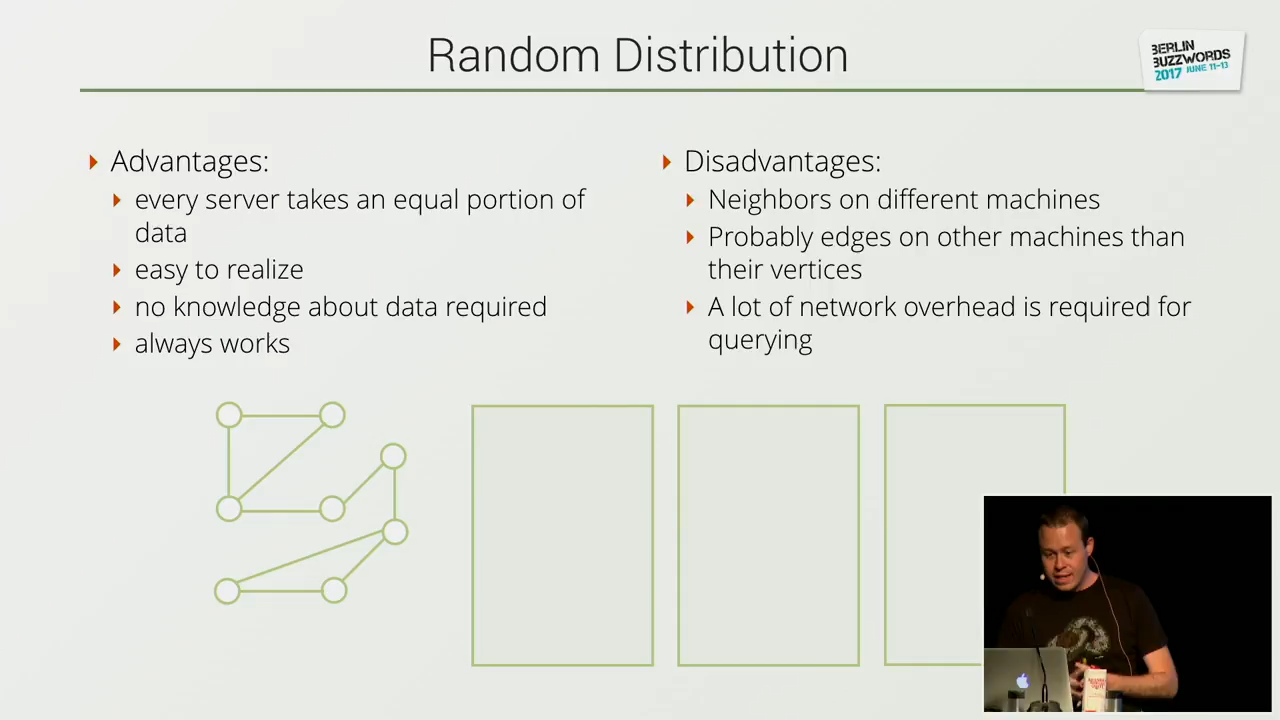 Random Distribution
BERLIN
BUZZWORDS
2017 JUNE 11-13
Advantages:
every server takes an equal portion of
data
easy to realize
no knowledge about data required
always works
Disadvantages:
Neighbors on different machines
Probably edges on other machines than
their vertices
A lot of network overhead is required for
querying